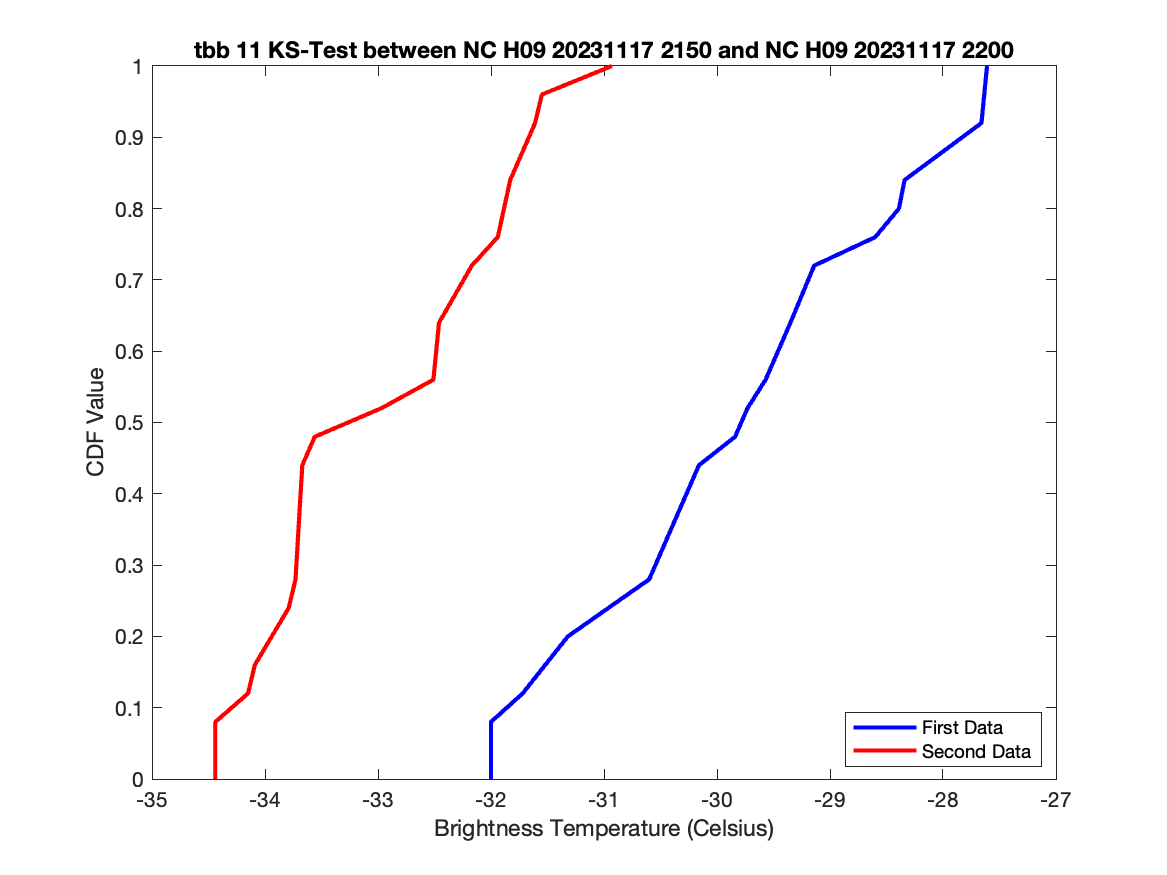 tbb 11 KS-Test between NC H09 20231117 2150 and NC H09 20231117 2200
1
0.9
0.8
0.7
0.6
0.5
0.4
0.3
0.2
0.1
0
CDF Value
First Data
Second Data
-35 -34 -33 -32 -31 -30 -29 -28 -27
Brightness Temperature (Celsius)